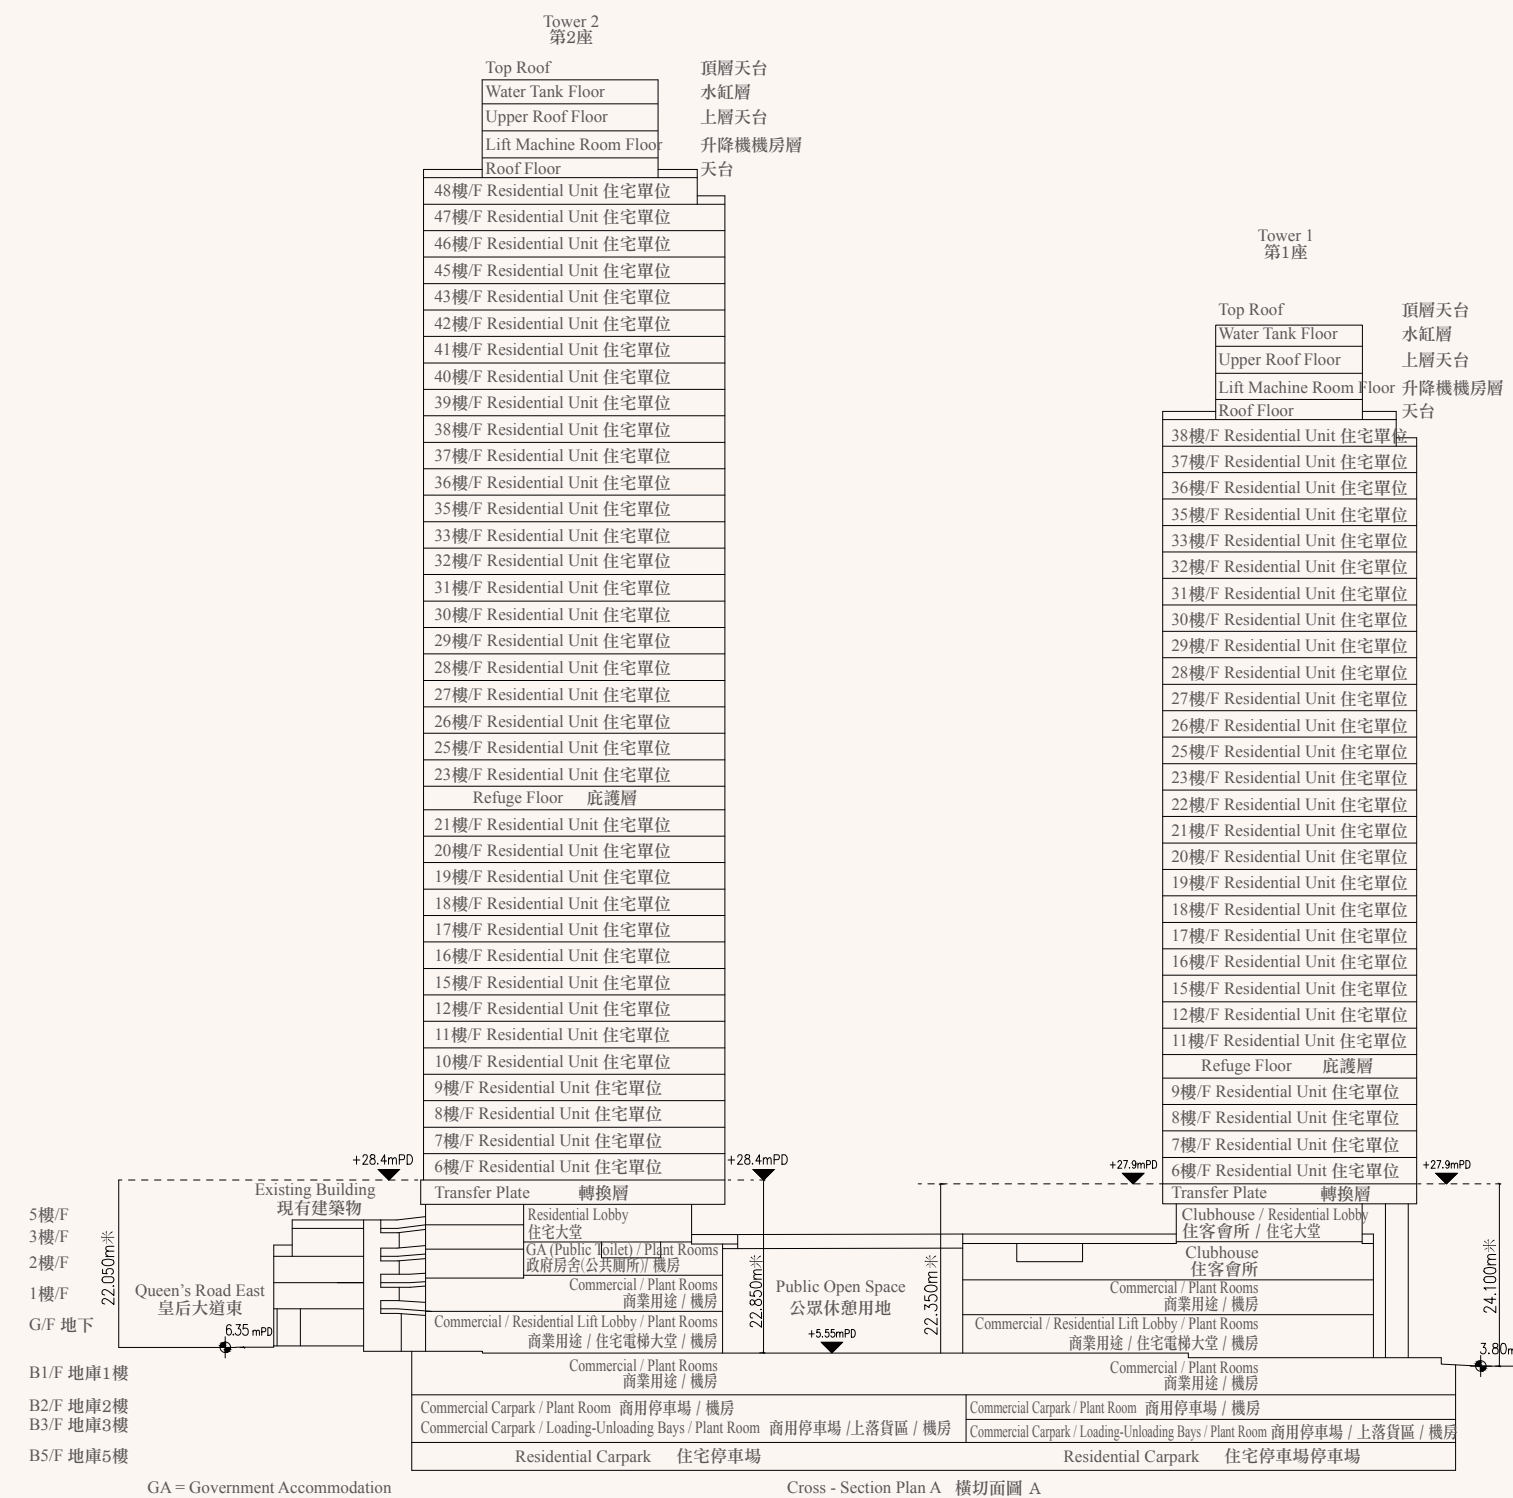 Tower 2
第2座
Top Roof 頂層天台
Water Tank Floor 水缸層
Upper Roof Floor 上層天台
Lift Machine Room Floor 升降機機房層
Roof Floor 天台
48樓/F Residential Unit 住宅單位
47樓/F Residential Unit 住宅單位
46樓/F Residential Unit 住宅單位
45樓/F Residential Unit 住宅單位
43樓/F Residential Unit 住宅單位
42樓/F Residential Unit 住宅單位
41樓/F Residential Unit 住宅單位
40樓/F Residential Unit 住宅單位
39樓/F Residential Unit 住宅單位
38樓/F Residential Unit 住宅單位
37樓/F Residential Unit 住宅單位
36樓/F Residential Unit 住宅單位
35樓/F Residential Unit 住宅單位
33樓/F Residential Unit 住宅單位
32樓/F Residential Unit 住宅單位
31樓/F Residential Unit 住宅單位
30樓/F Residential Unit 住宅單位
29樓/F Residential Unit 住宅單位
28樓/F Residential Unit 住宅單位
27樓/F Residential Unit 住宅單位
26樓/F Residential Unit 住宅單位
25樓/F Residential Unit 住宅單位
23樓/F Residential Unit 住宅單位
Refuge Floor 庇護層
21樓/F Residential Unit 住宅單位
20樓/F Residential Unit 住宅單位
19樓/F Residential Unit 住宅單位
18樓/F Residential Unit 住宅單位
17樓/F Residential Unit 住宅單位
16樓/F Residential Unit 住宅單位
15樓/F Residential Unit 住宅單位
12樓/F Residential Unit 住宅單位
11樓/F Residential Unit 住宅單位
10樓/F Residential Unit 住宅單位
9樓/F Residential Unit 住宅單位
8樓/F Residential Unit 住宅單位
7樓/F Residential Unit 住宅單位
6樓/F Residential Unit 住宅單位
Transfer Plate 轉換層
Tower 1
第1座
Top Roof 頂層天台
Water Tank Floor 水缸層
Upper Roof Floor 上層天台
Lift Machine Room Floor 升降機機房層
Roof Floor 天台
38樓/F Residential Unit 住宅單位
37樓/F Residential Unit 住宅單位
36樓/F Residential Unit 住宅單位
35樓/F Residential Unit 住宅單位
33樓/F Residential Unit 住宅單位
32樓/F Residential Unit 住宅單位
31樓/F Residential Unit 住宅單位
30樓/F Residential Unit 住宅單位
29樓/F Residential Unit 住宅單位
28樓/F Residential Unit 住宅單位
27樓/F Residential Unit 住宅單位
26樓/F Residential Unit 住宅單位
25樓/F Residential Unit 住宅單位
23樓/F Residential Unit 住宅單位
22樓/F Residential Unit 住宅單位
21樓/F Residential Unit 住宅單位
20樓/F Residential Unit 住宅單位
19樓/F Residential Unit 住宅單位
18樓/F Residential Unit 住宅單位
17樓/F Residential Unit 住宅單位
16樓/F Residential Unit 住宅單位
15樓/F Residential Unit 住宅單位
12樓/F Residential Unit 住宅單位
11樓/F Residential Unit 住宅單位
Refuge Floor 庇護層
9樓/F Residential Unit 住宅單位
8樓/F Residential Unit 住宅單位
7樓/F Residential Unit 住宅單位
6樓/F Residential Unit 住宅單位
Transfer Plate 轉換層
+28.4mPD
+28.4mPD
+27.9mPD
+27.9mPD
Existing Building
現有建築物
5樓/F
3樓/F
2樓/F
1樓/F
G/F 地下
B1/F 地庫1樓
B2/F 地庫2樓
B3/F 地庫3樓
B5/F 地庫5樓
22.050m米
Queen's Road East
皇后大道東
6.35 mPD
Residential Lobby
住宅大堂
GA (Public Toilet) / Plant Rooms
政府房舍(公共廁所)/ 機房
Commercial / Plant Rooms
商業用途 / 機房
Commercial / Residential Lift Lobby / Plant Rooms
商業用途 / 住宅電梯大堂 / 機房
22.850m米
Public Open Space
公眾休憩用地
+5.55mPD
22.350m米
Clubhouse / Residential Lobby
住客會所 / 住宅大堂
Clubhouse
住客會所
Commercial / Plant Rooms
商業用途 / 機房
Commercial / Residential Lift Lobby / Plant Rooms
商業用途 / 住宅電梯大堂 / 機房
24.100m米
3.80m
Commercial / Plant Rooms
商業用途 / 機房
Commercial / Plant Rooms
商業用途 / 機房
Commercial Carpark / Plant Room 商用停車場 / 機房
Commercial Carpark / Plant Room 商用停車場 / 機房
Commercial Carpark / Loading-Unloading Bays / Plant Room 商用停車場 /上落貨區 / 機房
Commercial Carpark / Loading-Unloading Bays / Plant Room 商用停車場 / 上落貨區 / 機房
Residential Carpark 住宅停車場
Residential Carpark 住宅停車場停車場
GA = Government Accommodation
Cross - Section Plan A 橫切面圖 A